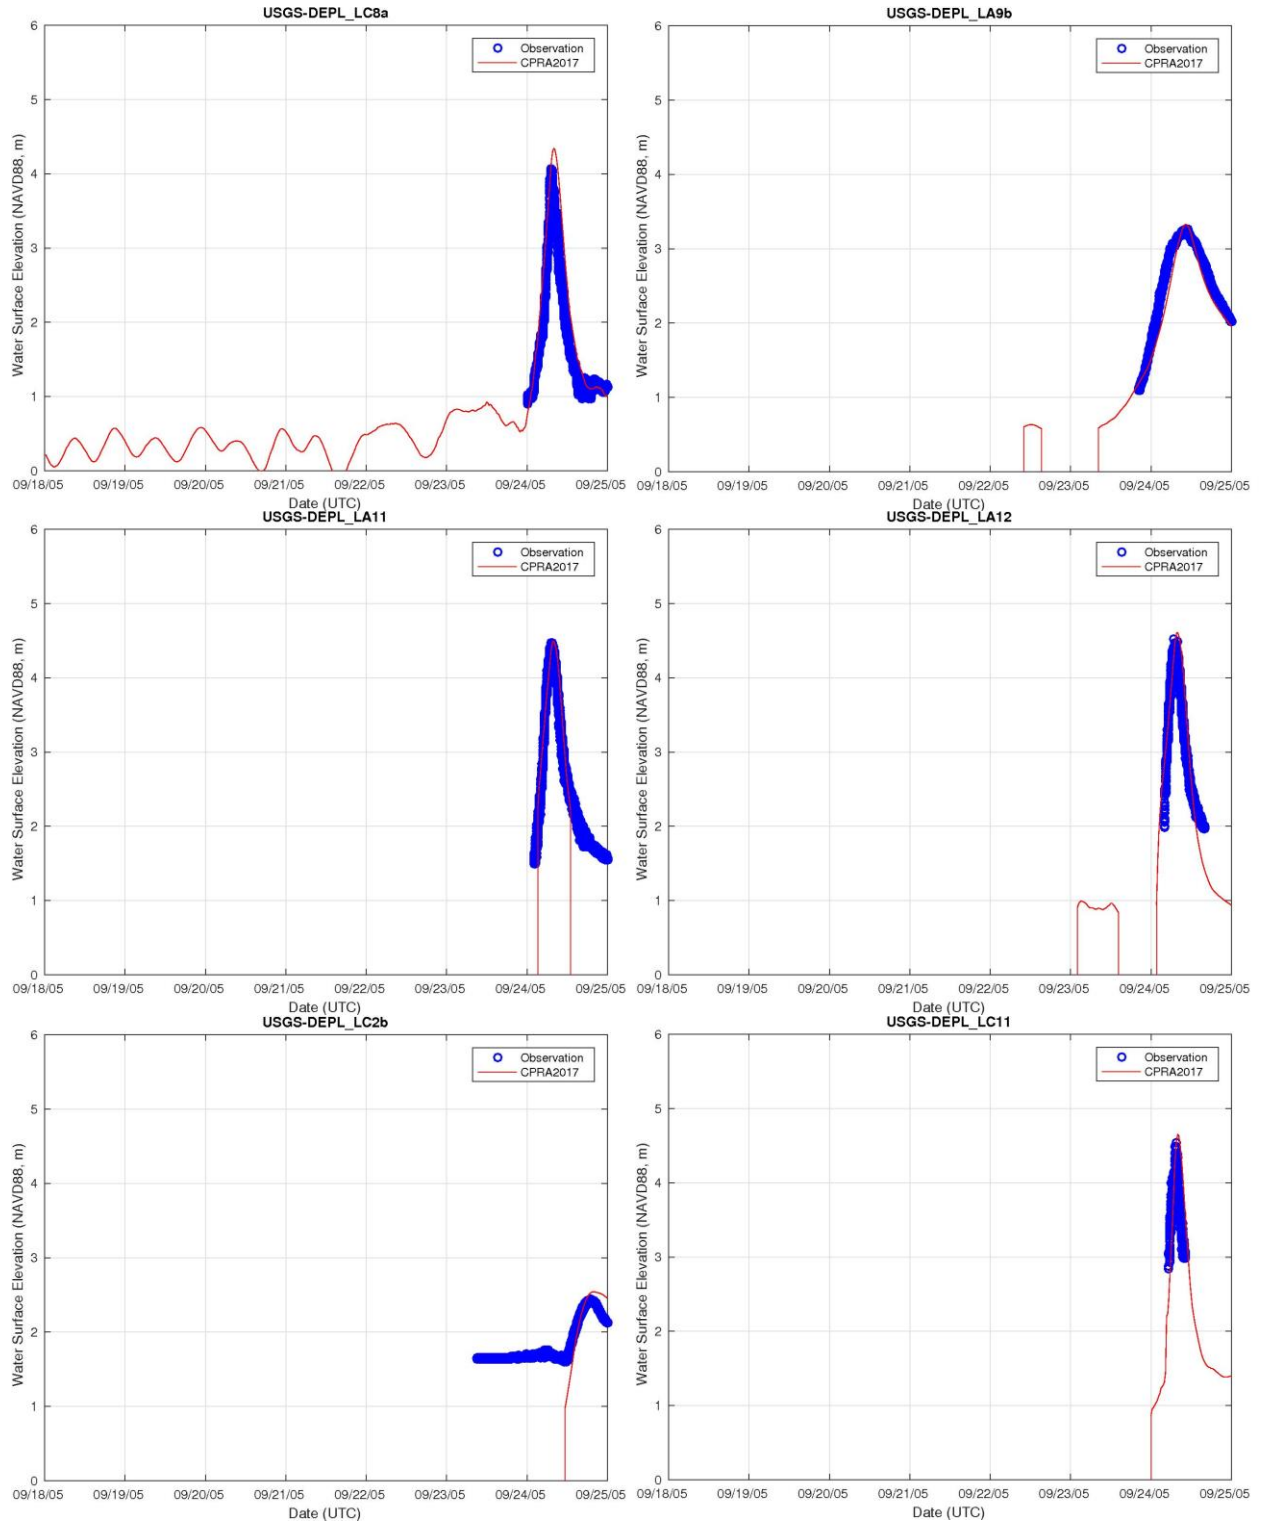 USGS-DEPL_LC8a
Observation
CPRA2017
Water Surface Elevation (NAVD88, m)
6
5
4
3
2
1
0
09/18/05 09/19/05 09/20/05 09/21/05 09/22/05 09/23/05 09/24/05 09/25/05
Date (UTC)
USGS-DEPL_LA9b
Observation
CPRA2017
Water Surface Elevation (NAVD88, m)
6
5
4
3
2
1
0
09/18/05 09/19/05 09/20/05 09/21/05 09/22/05 09/23/05 09/24/05 09/25/05
Date (UTC)
USGS-DEPL_LA11
Observation
CPRA2017
Water Surface Elevation (NAVD88, m)
6
5
4
3
2
1
0
09/18/05 09/19/05 09/20/05 09/21/05 09/22/05 09/23/05 09/24/05 09/25/05
Date (UTC)
USGS-DEPL_LA12
Observation
CPRA2017
Water Surface Elevation (NAVD88, m)
6
5
4
3
2
1
0
09/18/05 09/19/05 09/20/05 09/21/05 09/22/05 09/23/05 09/24/05 09/25/05
Date (UTC)
USGS-DEPL_LC2b
Observation
CPRA2017
Water Surface Elevation (NAVD88, m)
6
5
4
3
2
1
0
09/18/05 09/19/05 09/20/05 09/21/05 09/22/05 09/23/05 09/24/05 09/25/05
Date (UTC)
USGS-DEPL_LC11
Observation
CPRA2017
Water Surface Elevation (NAVD88, m)
6
5
4
3
2
1
0
09/18/05 09/19/05 09/20/05 09/21/05 09/22/05 09/23/05 09/24/05 09/25/05
Date (UTC)